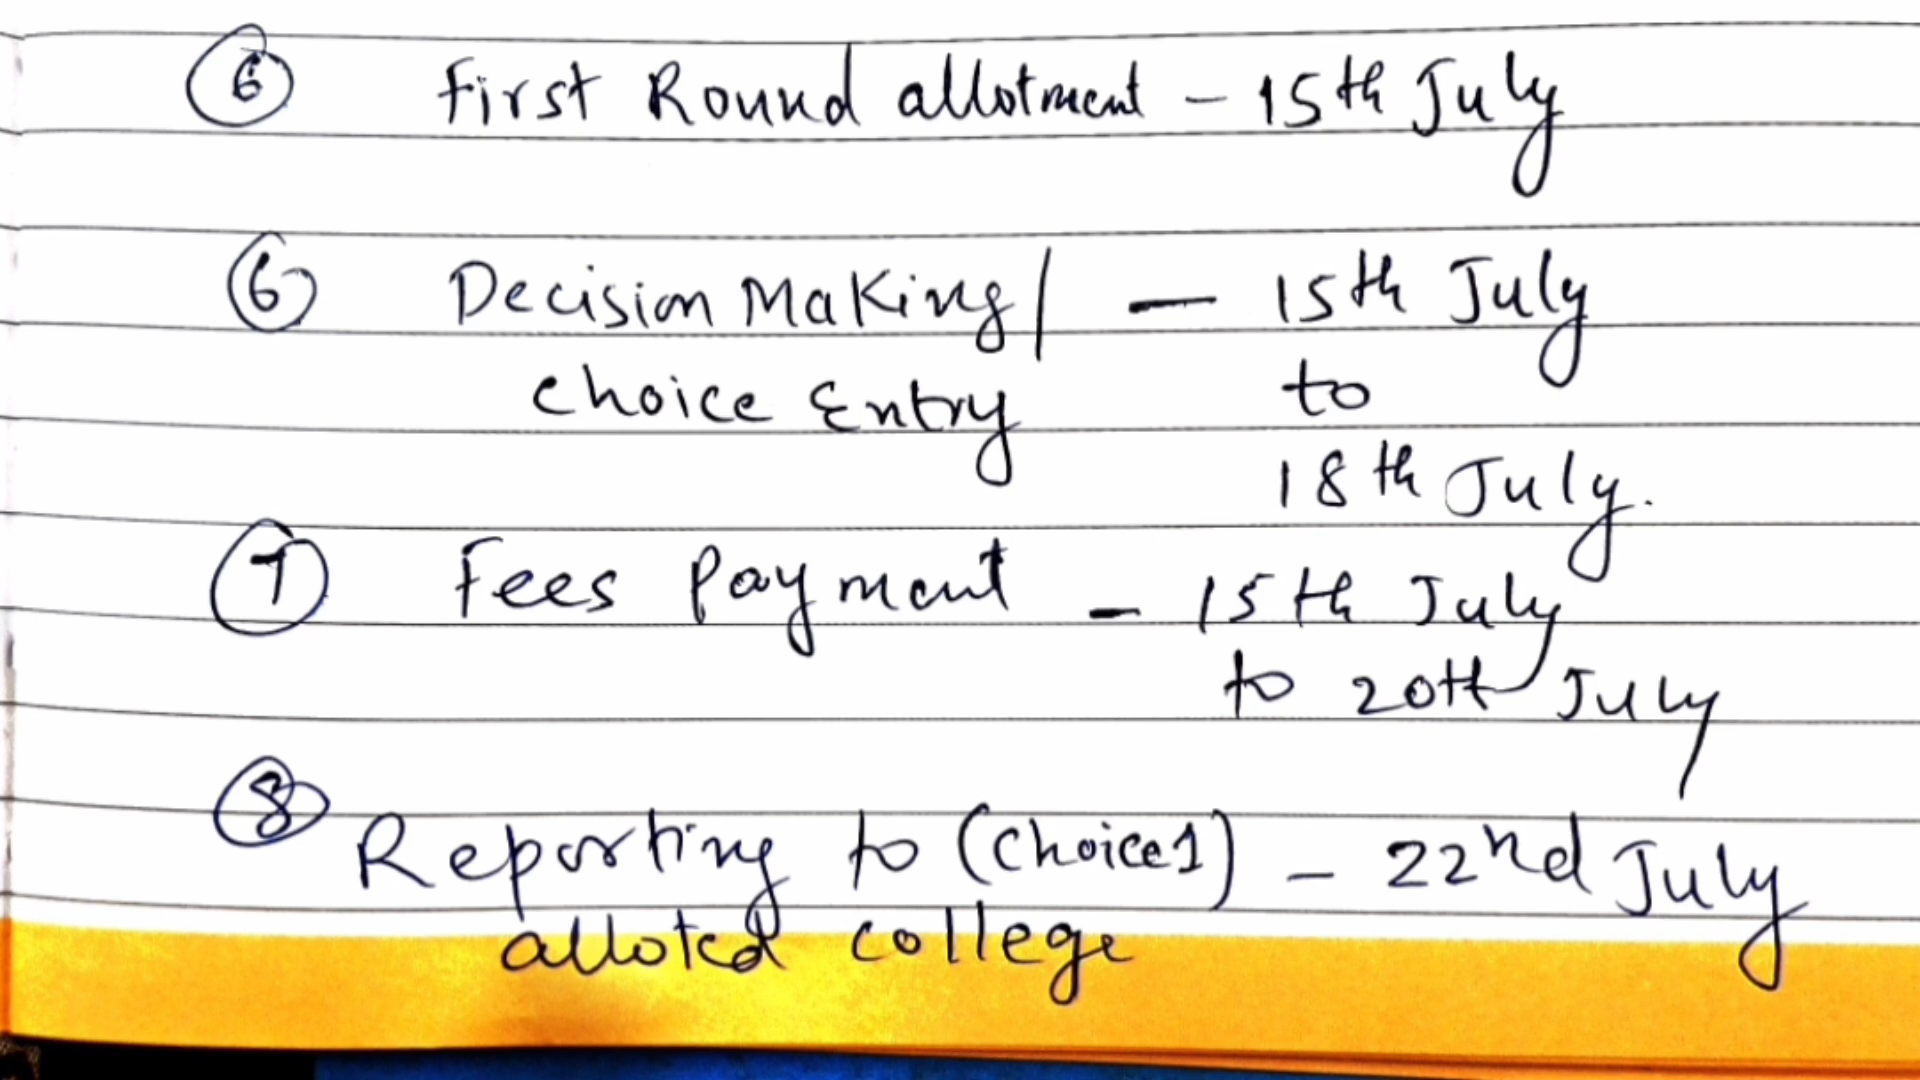 6 First Round allotment - 15th July
6 Decision Making/ - 15th July
Choice Entry to
18th July.
7 Fees Payment - 15th July
to 20th July
8 Reporting to (Choice1) - 22nd July
alloted college